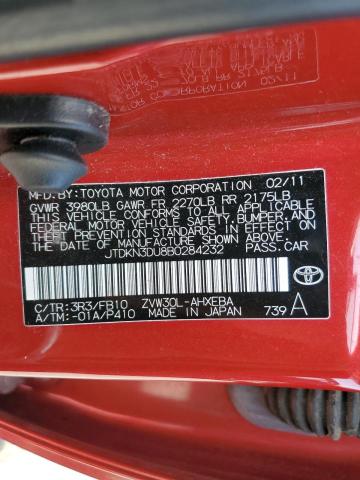 MFD.BY:TOYOTA MOTOR CORPORATION 02/11
GVWR 3980LB GAWR FR 2270LB RR 2175LB
THIS VEHICLE CONFORMS TO ALL APPLICABLE
FEDERAL MOTOR VEHICLE SAFETY, BUMPER, AND
THEFT PREVENTION STANDARDS IN EFFECT ON
THE DATE OF MANUFACTURE SHOWN ABOVE.
JTDKN3DU8B0284232 PASS.CAR
C/TR:3R3/FB10 ZVW30L-AHXEBA
A/TM:-01A/P410 MADE IN JAPAN 739 A
TOYOTA